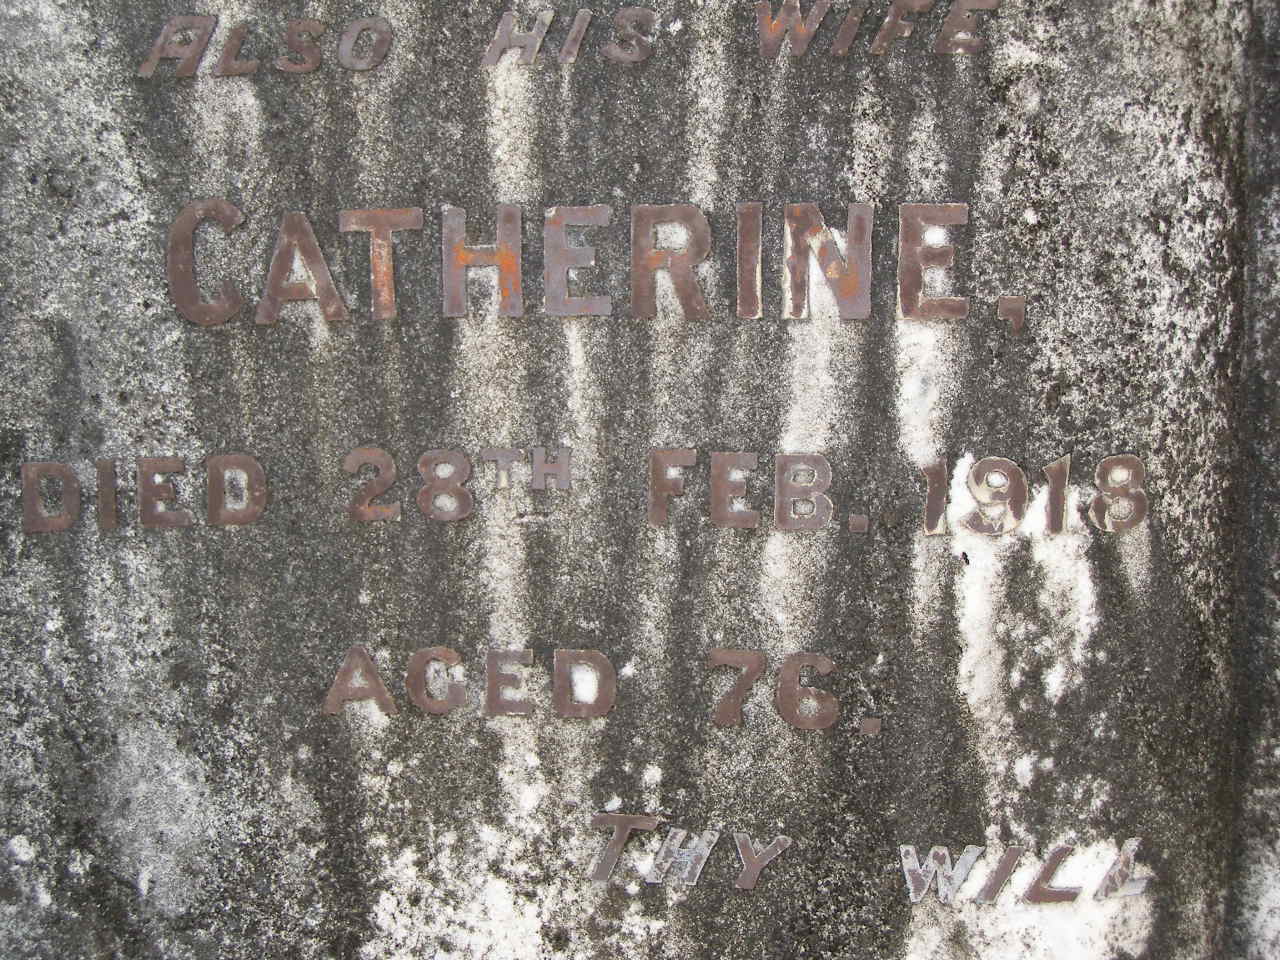 ALSO HIS WIFE
CATHERINE,
DIED 28TH FEB. 1918
AGED 76.
THY WILL